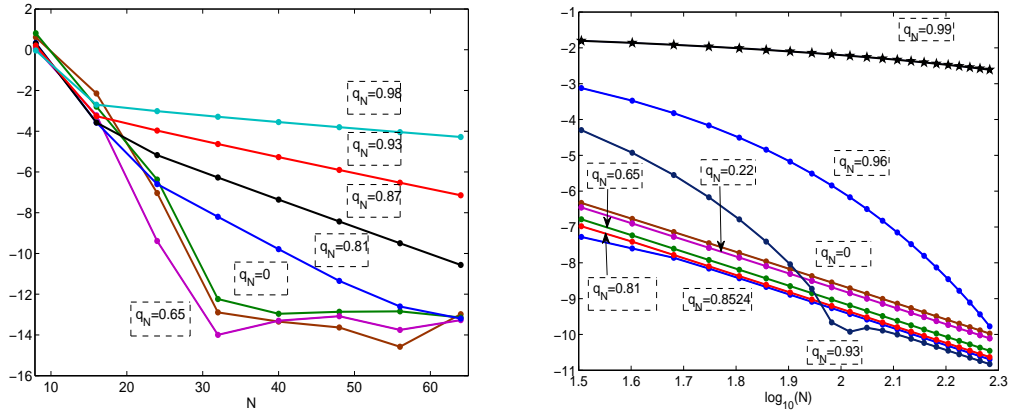 2
0
−2
−4
−6
−8
−10
−12
−14
−16
10
20
30
40
50
60
N
q_N=0.98
q_N=0.93
q_N=0.87
q_N=0.81
q_N=0
q_N=0.65
−1
−2
−3
−4
−5
−6
−7
−8
−9
−10
−11
1.5
1.6
1.7
1.8
1.9
2
2.1
2.2
2.3
log_10(N)
q_N=0.99
q_N=0.96
q_N=0.65
q_N=0.22
q_N=0
q_N=0.81
q_N=0.8524
q_N=0.93